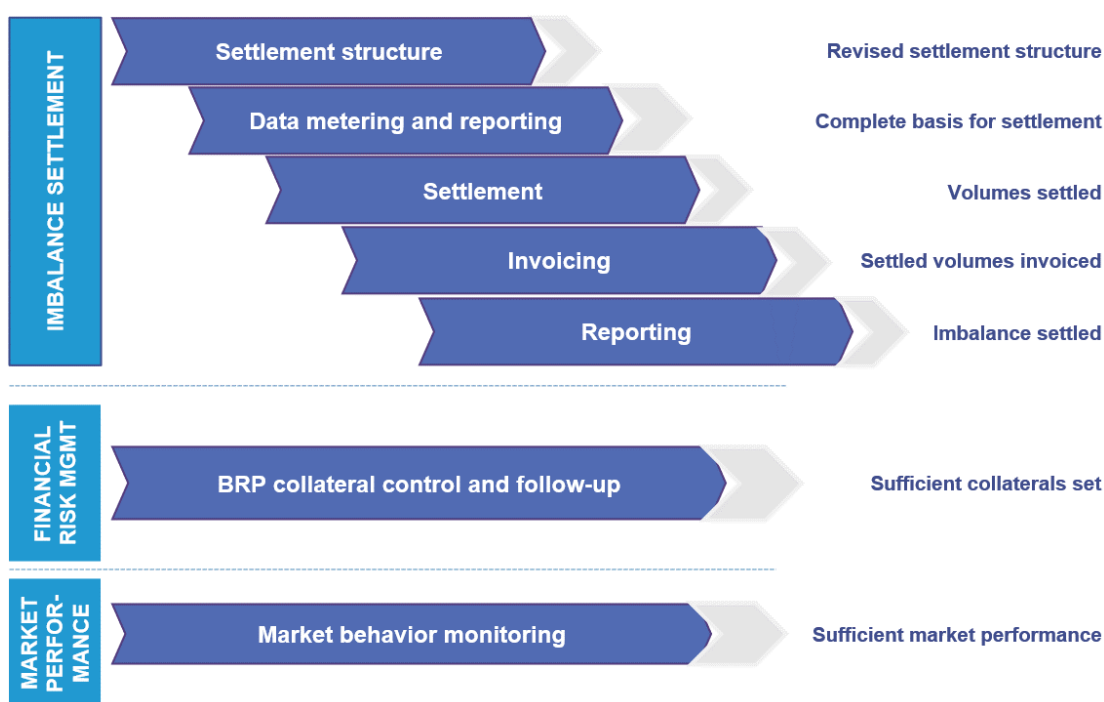 IMBALANCE SETTLEMENT
Settlement structure
Revised settlement structure
Data metering and reporting
Complete basis for settlement
Settlement
Volumes settled
Invoicing
Settled volumes invoiced
Reporting
Imbalance settled
FINANCIAL
RISK MGMT
BRP collateral control and follow-up
Sufficient collaterals set
MARKET
PERFOR-
MANCE
Market behavior monitoring
Sufficient market performance